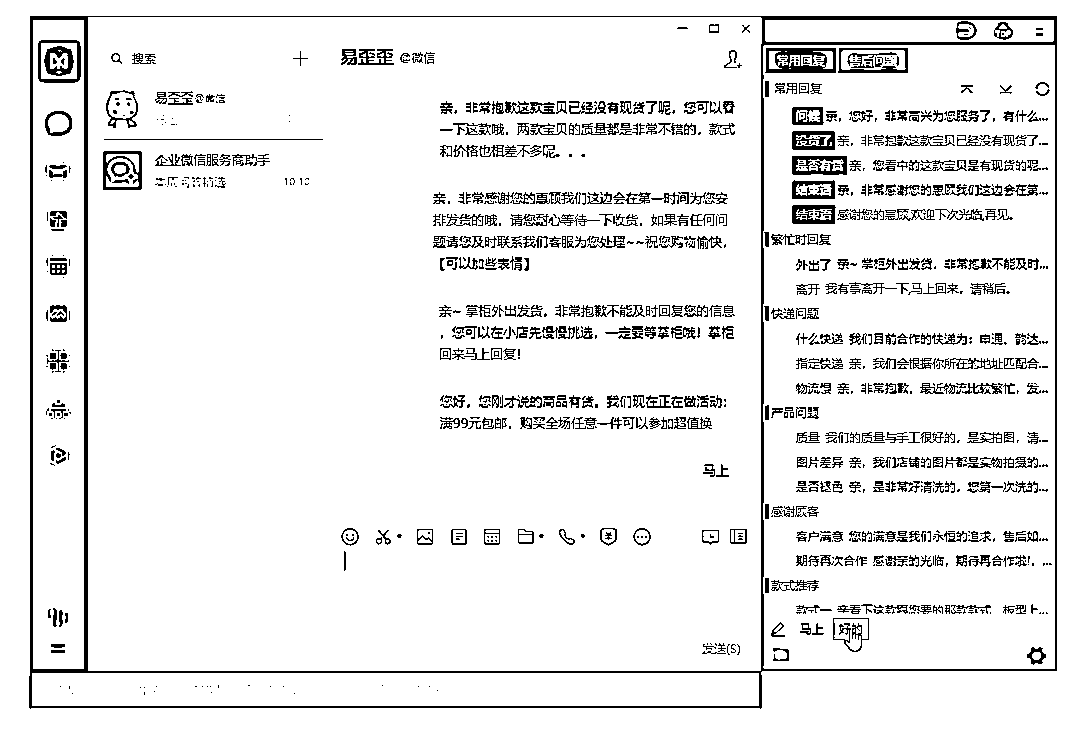 搜索
易歪歪@微信
企业微信服务商助手
本周问答精选
10:10
易歪歪 @微信
亲，非常抱歉这款宝贝已经没有现货了呢，您可以看
一下这款哦，两款宝贝的质量都是非常不错的，款式
和价格也相差不多呢。。。
亲，非常感谢您的惠顾我们这边会在第一时间为您安
排发货的哦，请您耐心等待一下收货，如果有任何问
题请您及时联系我们客服为您处理~~祝您购物愉快，
【可以加些表情】
亲~ 掌柜外出发货，非常抱歉不能及时回复您的信息
，您可以在小店先慢慢挑选，一定要等掌柜哦！掌柜
回来马上回复！
您好，您刚才说的商品有货，我们现在正在做活动：
满99元包邮，购买全场任意一件可以参加超值换
马上
发送(S)
常用回复
售后问题
常用回复
问候 亲，您好，非常高兴为您服务了，有什么...
没货了 亲，非常抱歉这款宝贝已经没有现货了...
是否有货 亲，您看中的这款宝贝是有现货的呢...
结束语 亲，非常感谢您的惠顾我们这边会在第...
结束语 感谢您的惠顾,欢迎下次光临,再见。
繁忙时回复
外出了 亲~ 掌柜外出发货，非常抱歉不能及时...
离开 我有事离开一下,马上回来，请稍后。
快递问题
什么快递 我们目前合作的快递为：申通、韵达...
指定快递 亲，我们会根据你所在的地址匹配合...
物流慢 亲，非常抱歉，最近物流比较繁忙，发...
产品问题
质量 我们的质量与手工很好的，是实拍图，请...
图片差异 亲，我们店铺的图片都是实物拍摄的...
是否褪色 亲，是非常好清洗的，您第一次洗的...
感谢顾客
客户满意 您的满意是我们永恒的追求，售后如...
期待再次合作 感谢亲的光临，期待再合作啦!，...
款式推荐
款式一 亲看下这款跟您要的那款款式、板型上...
马上
好的